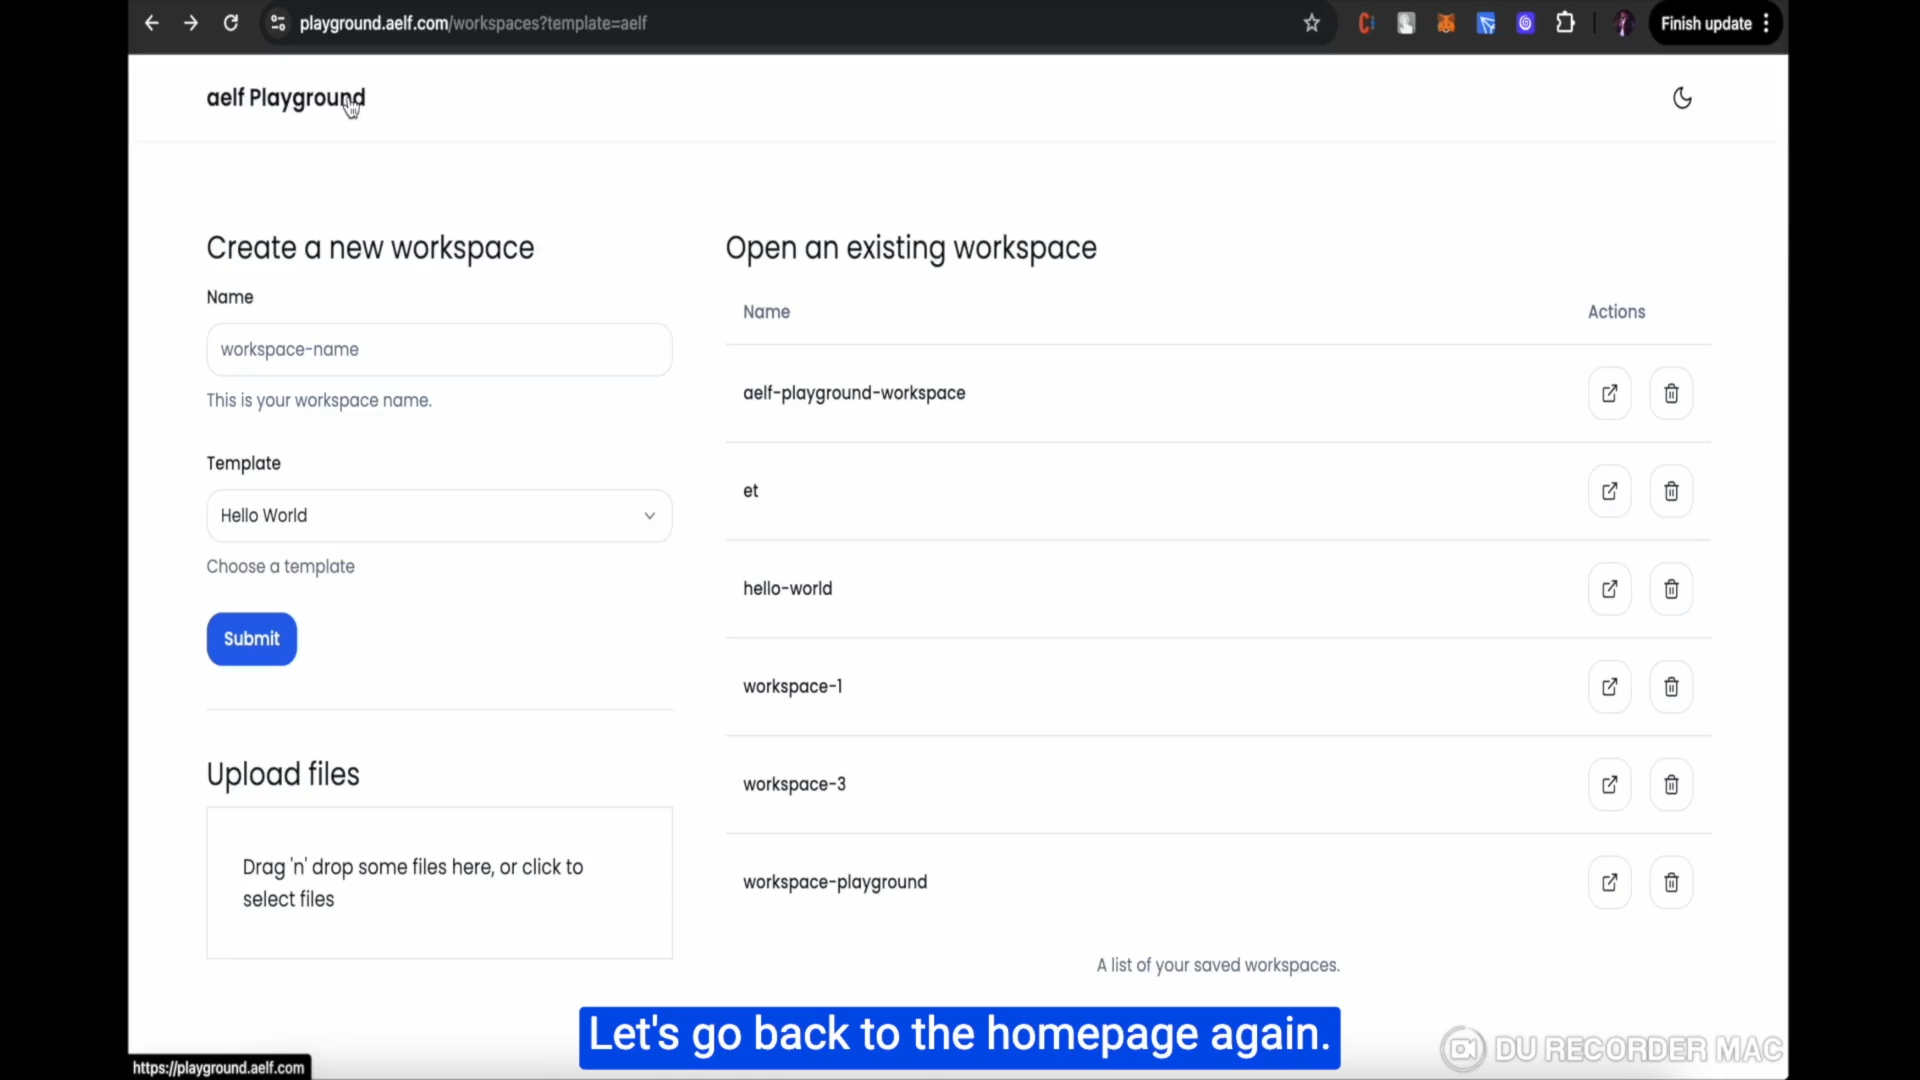 playground.aelf.com/workspaces?template=aelf
Finish update
aelf Playground
Create a new workspace
Name
workspace-name
This is your workspace name.
Template
Hello World
Choose a template
Submit
Upload files
Drag 'n' drop some files here, or click to
select files
Open an existing workspace
Name Actions
aelf-playground-workspace
et
hello-world
workspace-1
workspace-3
workspace-playground
A list of your saved workspaces.
Let's go back to the homepage again.
DU RECORDER MAC
https://playground.aelf.com